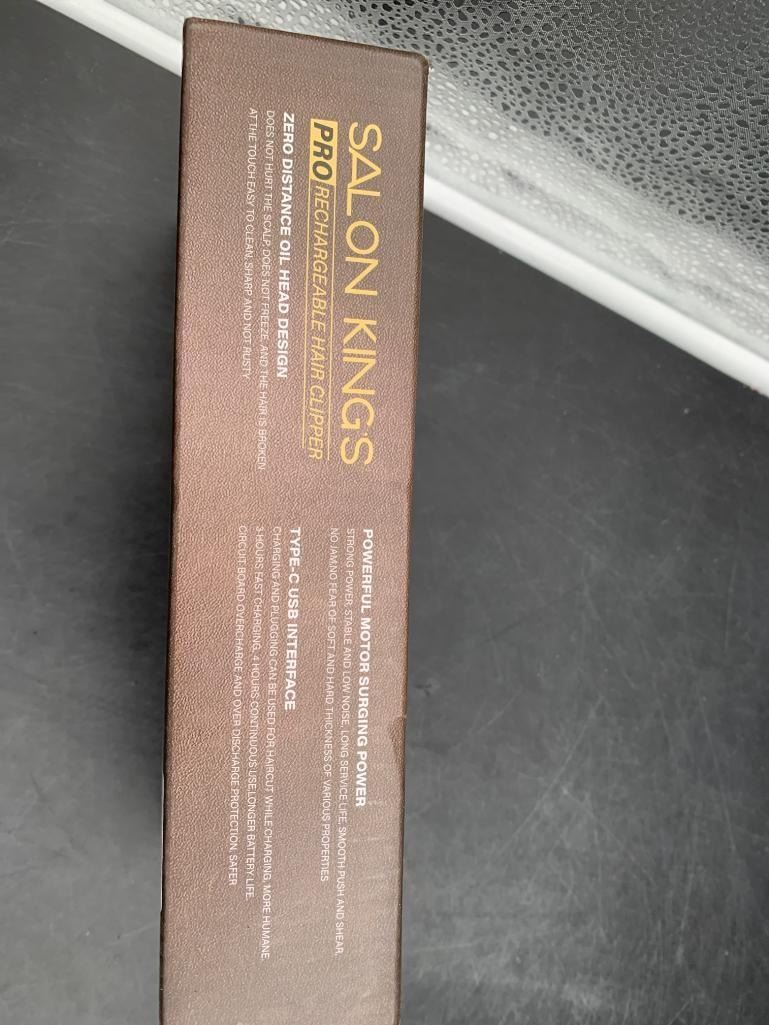 SALON KING'S
PRO RECHARGEABLE HAIR CLIPPER
ZERO DISTANCE OIL HEAD DESIGN
DOES NOT HURT THE SCALP, DOES NOT FREEZE, AND THE HAIR IS BROKEN
AT THE TOUCH EASY TO CLEAN, SHARP AND NOT RUSTY
POWERFUL MOTOR SURGING POWER
STRONG POWER, STABLE AND LOW NOISE, LONG SERVICE LIFE, SMOOTH PUSH AND SHEAR,
NO JAM,NO FEAR OF SOFT AND HARD THICKNESS OF VARIOUS PROPERTIES
TYPE-C USB INTERFACE
CHARGING AND PLUGGING CAN BE USED FOR HAIRCUT WHILE CHARGING, MORE HUMANE.
3 HOURS FAST CHARGING, 4 HOURS CONTINUOUS USE,LONGER BATTERY LIFE.
CIRCUIT BOARD OVERCHARGE AND OVER DISCHARGE PROTECTION, SAFER